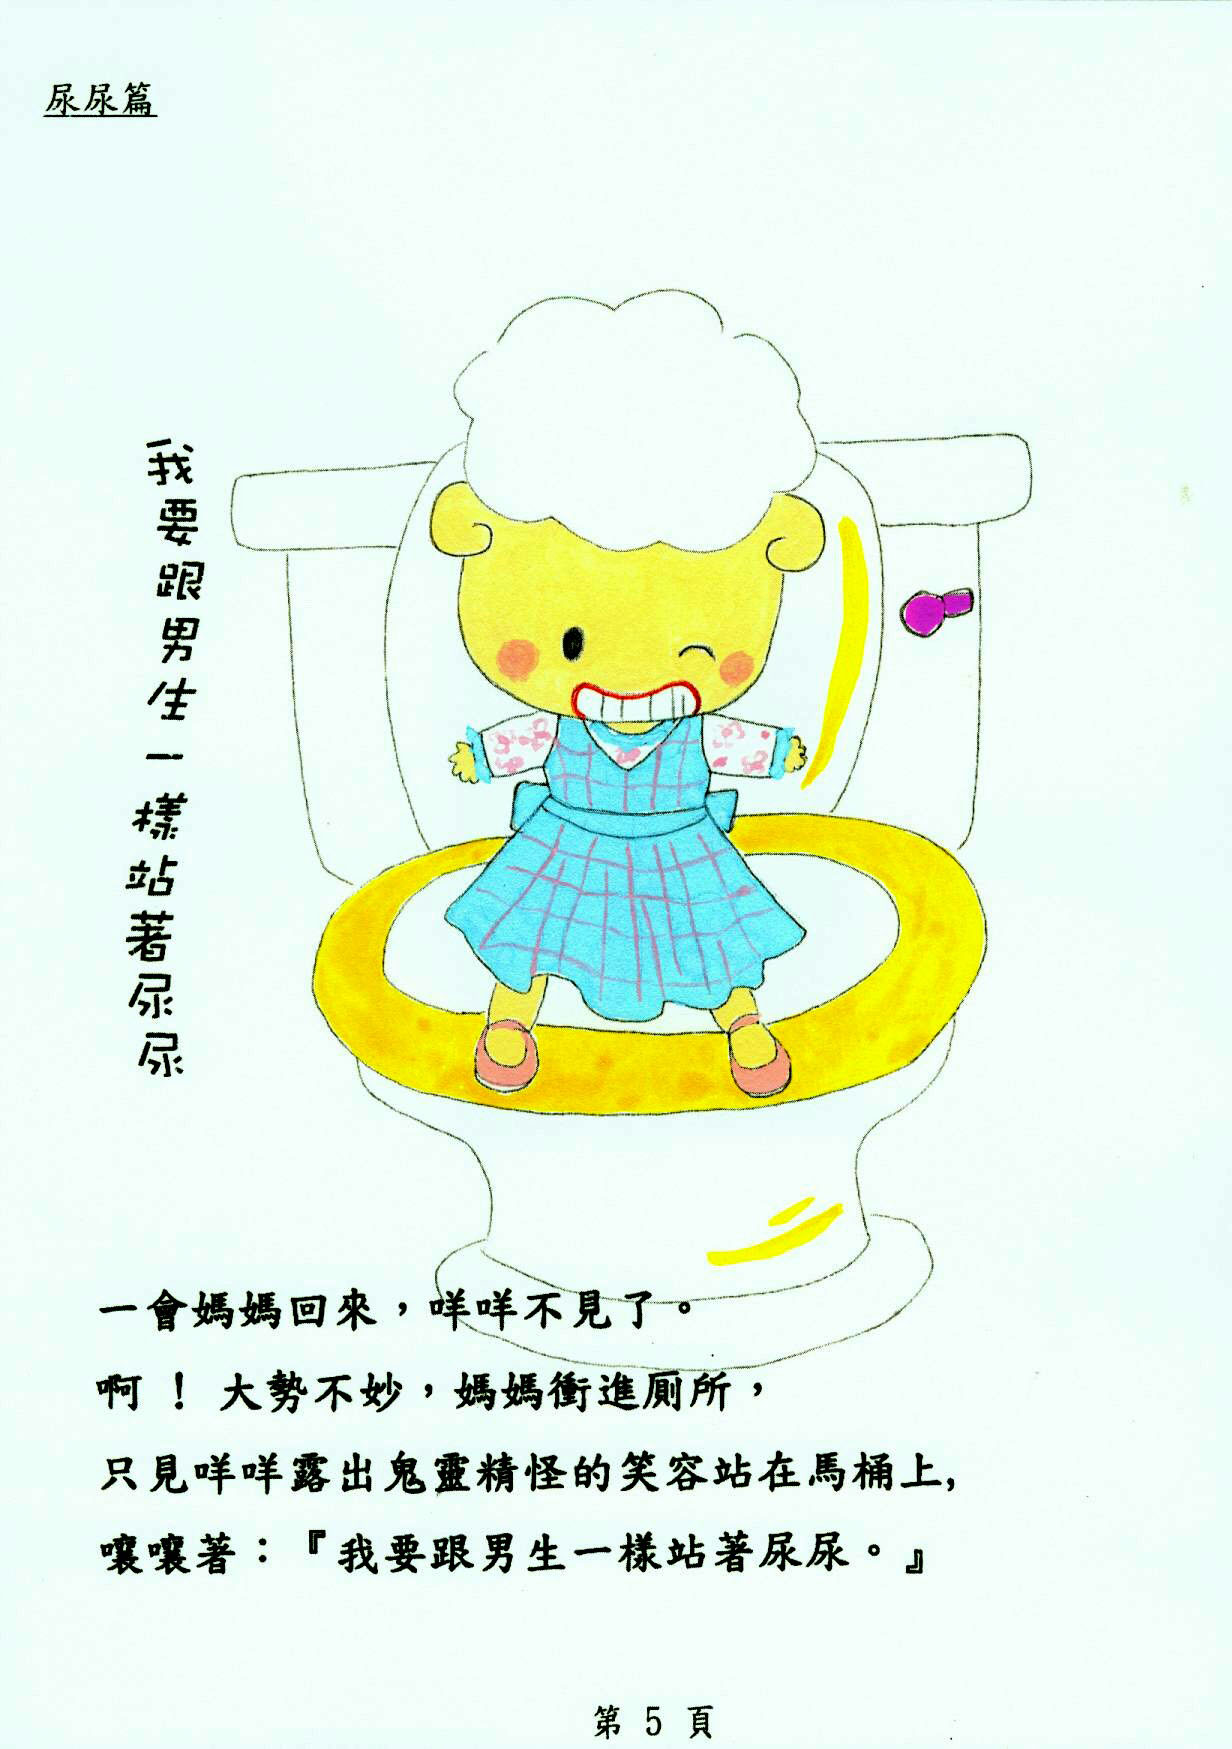 尿尿篇
我要跟男生一樣站著尿尿
一會媽媽回來，咩咩不見了。
啊！大勢不妙，媽媽衝進廁所，
只見咩咩露出鬼靈精怪的笑容站在馬桶上,
嚷嚷著：『我要跟男生一樣站著尿尿。』
第 5 頁